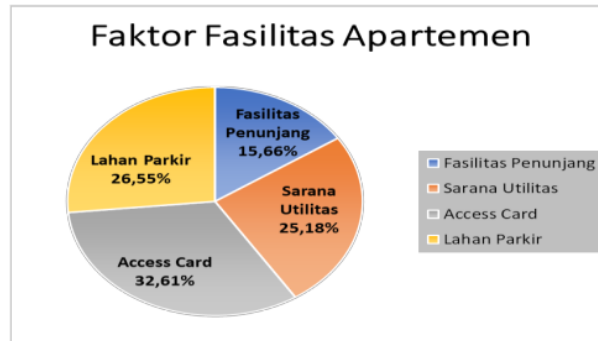 Faktor Fasilitas Apartemen
Fasilitas
Penunjang
15,66%
Sarana
Utilitas
25,18%
Access Card
32,61%
Lahan Parkir
26,55%
Fasilitas Penunjang
Sarana Utilitas
Access Card
Lahan Parkir